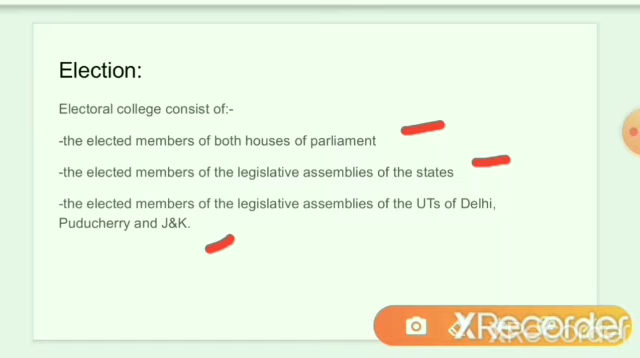 Election:
Electoral college consist of:-
-the elected members of both houses of parliament
-the elected members of the legislative assemblies of the states
-the elected members of the legislative assemblies of the UTs of Delhi,
Puducherry and J&K.
XRecorder
XRecorder